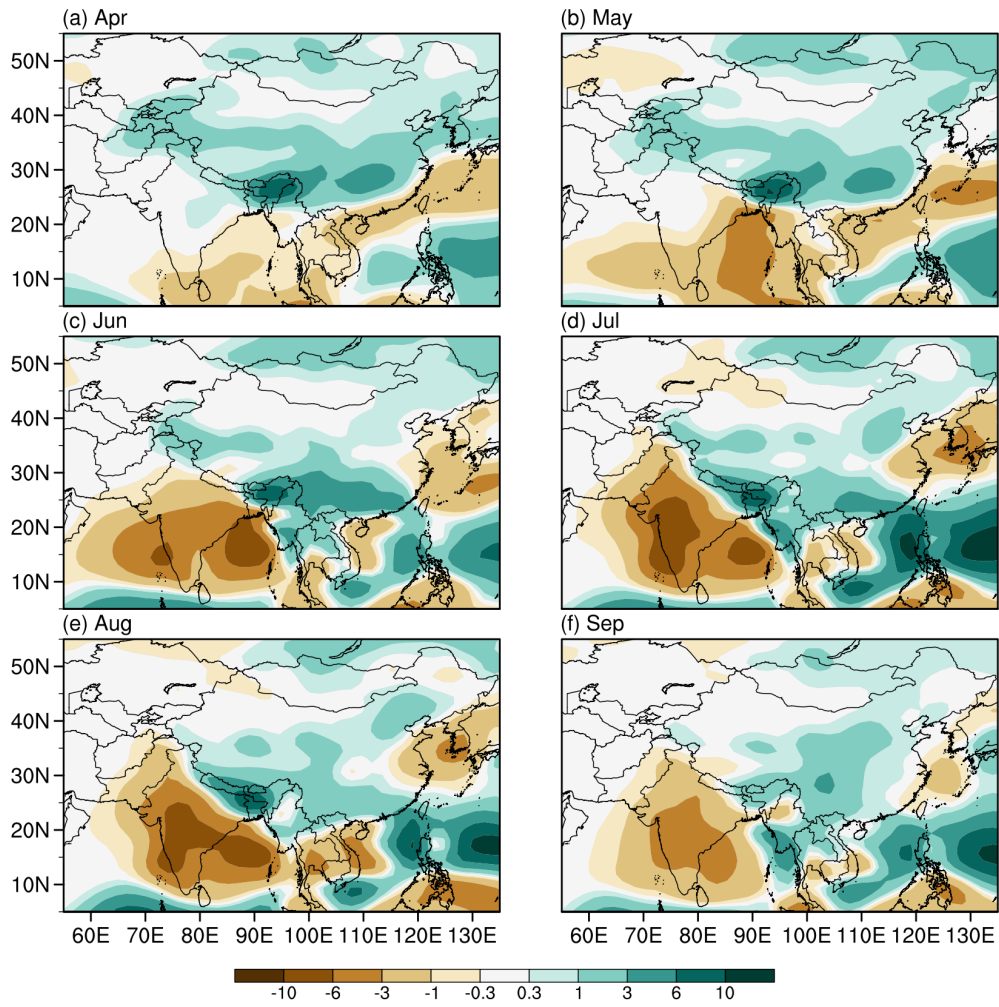 (a) Apr
(b) May
50N
40N
30N
20N
10N
(c) Jun
(d) Jul
50N
40N
30N
20N
10N
(e) Aug
(f) Sep
50N
40N
30N
20N
10N
60E 70E 80E 90E 100E 110E 120E 130E
60E 70E 80E 90E 100E 110E 120E 130E
-10 -6 -3 -1 -0.3 0.3 1 3 6 10